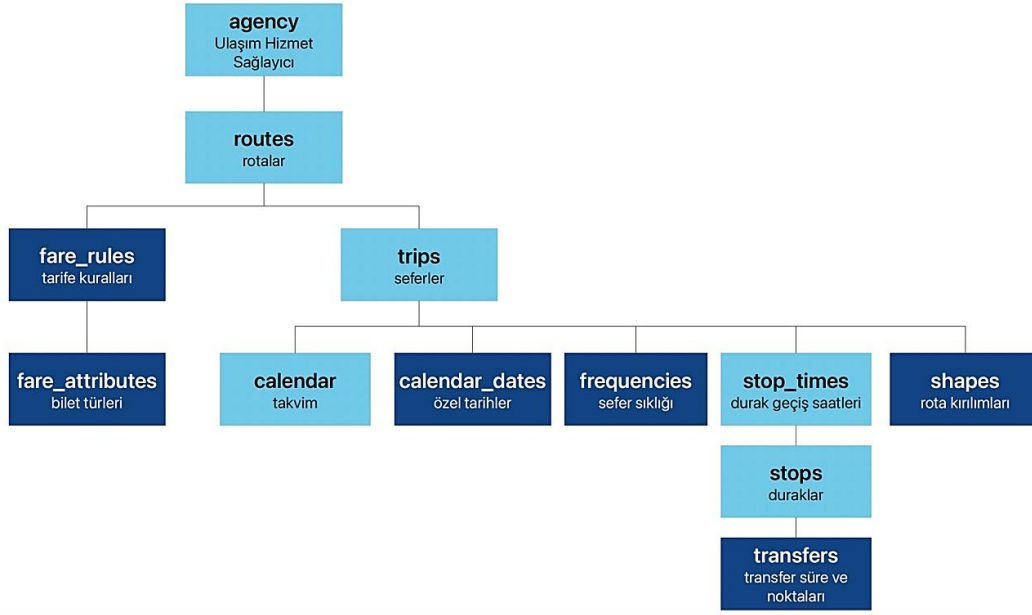 agency
Ulaşım Hizmet
Sağlayıcı
routes
rotalar
fare_rules
tarife kuralları
trips
seferler
fare_attributes
bilet türleri
calendar
takvim
calendar_dates
özel tarihler
frequencies
sefer sıklığı
stop_times
durak geçiş saatleri
shapes
rota kırılımları
stops
duraklar
transfers
transfer süre ve
noktaları